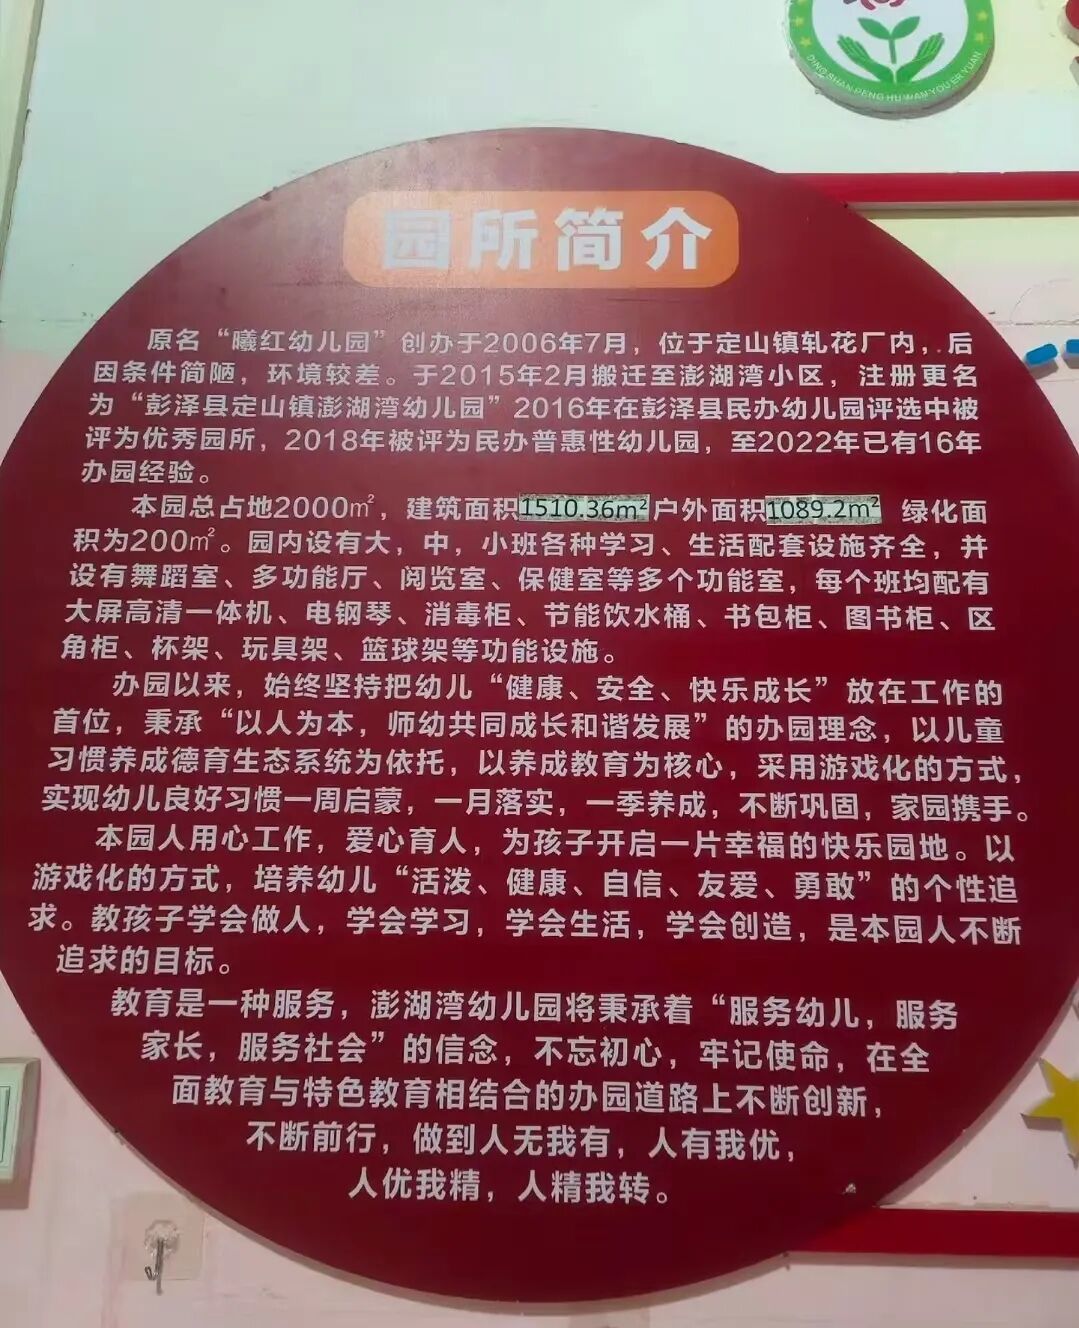 DING SHAN PENG HU WAN YOU ER YUAN
园所简介
原名“曦红幼儿园”创办于2006年7月，位于定山镇轧花厂内，后
因条件简陋，环境较差。于2015年2月搬迁至澎湖湾小区，注册更名
为“彭泽县定山镇澎湖湾幼儿园”2016年在彭泽县民办幼儿园评选中被
评为优秀园所，2018年被评为民办普惠性幼儿园，至2022年已有16年
办园经验。
本园总占地2000㎡，建筑面积1510.36m²户外面积1089.2m² 绿化面
积为200㎡。园内设有大，中，小班各种学习、生活配套设施齐全，并
设有舞蹈室、多功能厅、阅览室、保健室等多个功能室，每个班均配有
大屏高清一体机、电钢琴、消毒柜、节能饮水桶、书包柜、图书柜、区
角柜、杯架、玩具架、篮球架等功能设施。
办园以来，始终坚持把幼儿“健康、安全、快乐成长”放在工作的
首位，秉承“以人为本，师幼共同成长和谐发展”的办园理念，以儿童
习惯养成德育生态系统为依托，以养成教育为核心，采用游戏化的方式，
实现幼儿良好习惯一周启蒙，一月落实，一季养成，不断巩固，家园携手。
本园人用心工作，爱心育人，为孩子开启一片幸福的快乐园地。以
游戏化的方式，培养幼儿“活泼、健康、自信、友爱、勇敢”的个性追
求。教孩子学会做人，学会学习，学会生活，学会创造，是本园人不断
追求的目标。
教育是一种服务，澎湖湾幼儿园将秉承着“服务幼儿，服务
家长，服务社会”的信念，不忘初心，牢记使命，在全
面教育与特色教育相结合的办园道路上不断创新，
不断前行，做到人无我有，人有我优，
人优我精，人精我转。